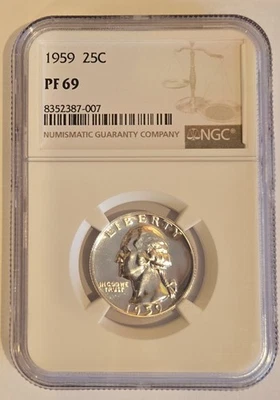 1959 25C
PF 69
8352387-007
NUMISMATIC GUARANTY COMPANY
NGC
LIBERTY
IN GOD WE
TRUST
1959